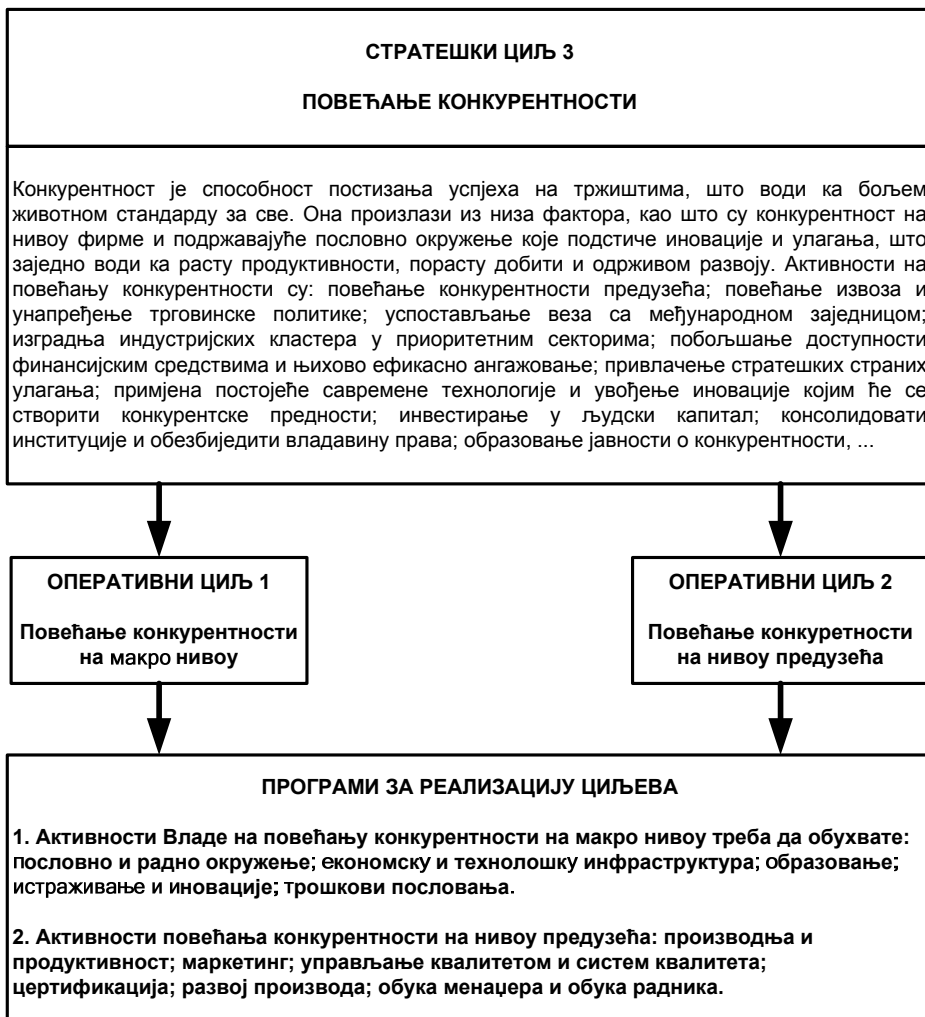 СТРАТЕШКИ ЦИЉ 3
ПОВЕЋАЊЕ КОНКУРЕНТНОСТИ
Конкурентност је способност постизања успјеха на тржиштима, што води ка бољем
животном стандарду за све. Она произлази из низа фактора, као што су конкурентност на
нивоу фирме и подржавајуће пословно окружење које подстиче иновације и улагања, што
заједно води ка расту продуктивности, порасту добити и одрживом развоју. Активности на
повећању конкурентности су: повећање конкурентности предузећа; повећање извоза и
унапређење трговинске политике; успостављање веза са међународном заједницом;
изградња индустријских кластера у приоритетним секторима; побољшање доступности
финансијским средствима и њихово ефикасно ангажовање; привлачење стратешких страних
улагања; примјена постојеће савремене технологије и увођење иновације којим ће се
створити конкурентске предности; инвестирање у људски капитал; консолидовати
институције и обезбиједити владавину права; образовање јавности о конкурентности, ...
ОПЕРАТИВНИ ЦИЉ 1
Повећање конкурентности
на макро нивоу
ОПЕРАТИВНИ ЦИЉ 2
Повећање конкуретности
на нивоу предузећа
ПРОГРАМИ ЗА РЕАЛИЗАЦИЈУ ЦИЉЕВА
1. Активности Владе на повећању конкурентности на макро нивоу треба да обухвате:
пословно и радно окружење; економску и технолошку инфраструктура; образовање;
истраживање и иновације; трошкови пословања.
2. Активности повећања конкурентности на нивоу предузећа: производња и
продуктивност; маркетинг; управљање квалитетом и систем квалитета;
цертификација; развој производа; обука менаџера и обука радника.